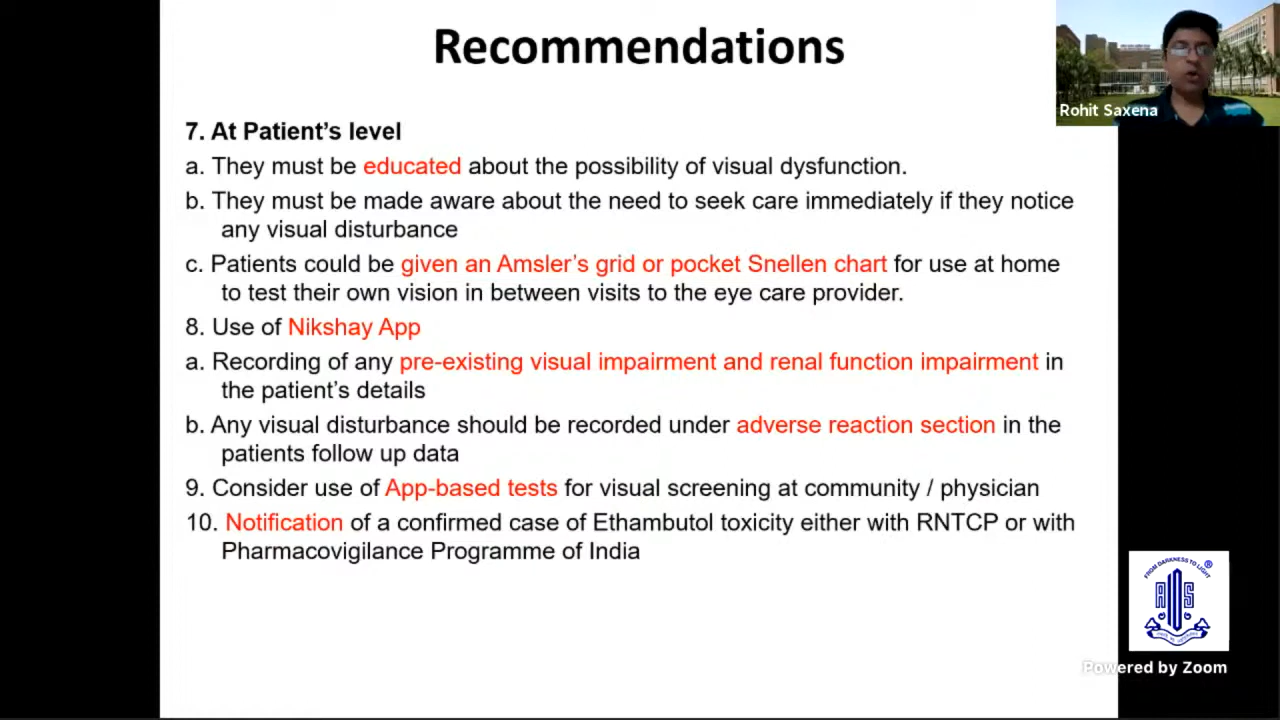 Recommendations
Rohit Saxena
7. At Patient’s level
a. They must be educated about the possibility of visual dysfunction.
b. They must be made aware about the need to seek care immediately if they notice
any visual disturbance
c. Patients could be given an Amsler’s grid or pocket Snellen chart for use at home
to test their own vision in between visits to the eye care provider.
8. Use of Nikshay App
a. Recording of any pre-existing visual impairment and renal function impairment in
the patient’s details
b. Any visual disturbance should be recorded under adverse reaction section in the
patients follow up data
9. Consider use of App-based tests for visual screening at community / physician
10. Notification of a confirmed case of Ethambutol toxicity either with RNTCP or with
Pharmacovigilance Programme of India
FROM DARKNESS TO LIGHT ®
Powered by Zoom